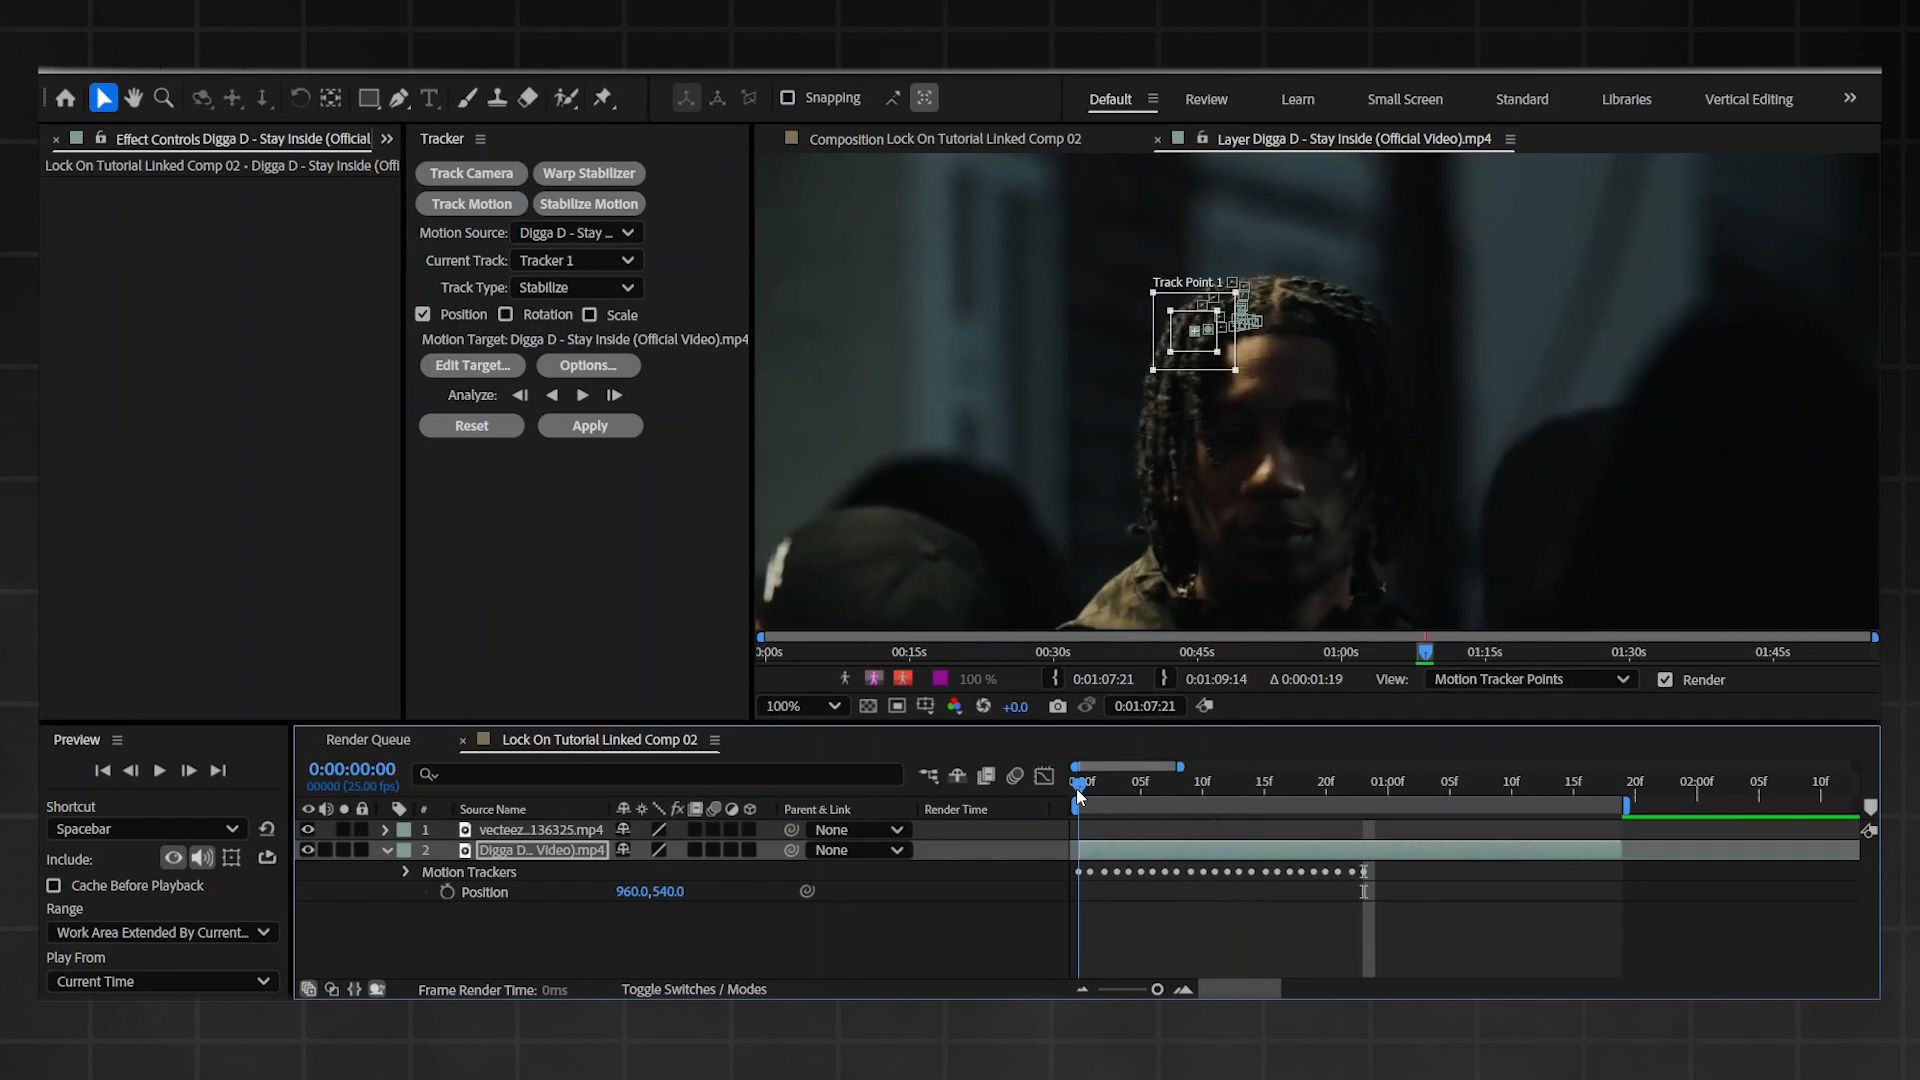 Snapping
Default
Review
Learn
Small Screen
Standard
Libraries
Vertical Editing
Effect Controls Digga D - Stay Inside (Official
Lock On Tutorial Linked Comp 02 • Digga D - Stay Inside (Offi
Tracker
Track Camera
Warp Stabilizer
Track Motion
Stabilize Motion
Motion Source: Digga D - Stay ...
Current Track: Tracker 1
Track Type: Stabilize
Position
Rotation
Scale
Motion Target: Digga D - Stay Inside (Official Video).mp4
Edit Target...
Options...
Analyze:
Reset
Apply
Composition Lock On Tutorial Linked Comp 02
Layer Digga D - Stay Inside (Official Video).mp4
Track Point 1
0:00s 00:15s 00:30s 00:45s 01:00s 01:15s 01:30s 01:45s
100 %
0:01:07:21
0:01:09:14
Δ 0:00:01:19
View:
Motion Tracker Points
Render
100%
+0.0
0:01:07:21
Preview
Shortcut
Spacebar
Include:
Cache Before Playback
Range
Work Area Extended By Current...
Play From
Current Time
Render Queue
Lock On Tutorial Linked Comp 02
0:00:00:00
00000 (25.00 fps)
05f 10f 15f 20f 01:00f 05f 10f 15f 20f 02:00f 05f 10f
# Source Name
fx
Parent & Link
Render Time
1 vecteez...136325.mp4 None
2 Digga D... Video).mp4 None
Motion Trackers
Position 960.0,540.0
Frame Render Time: 0ms
Toggle Switches / Modes